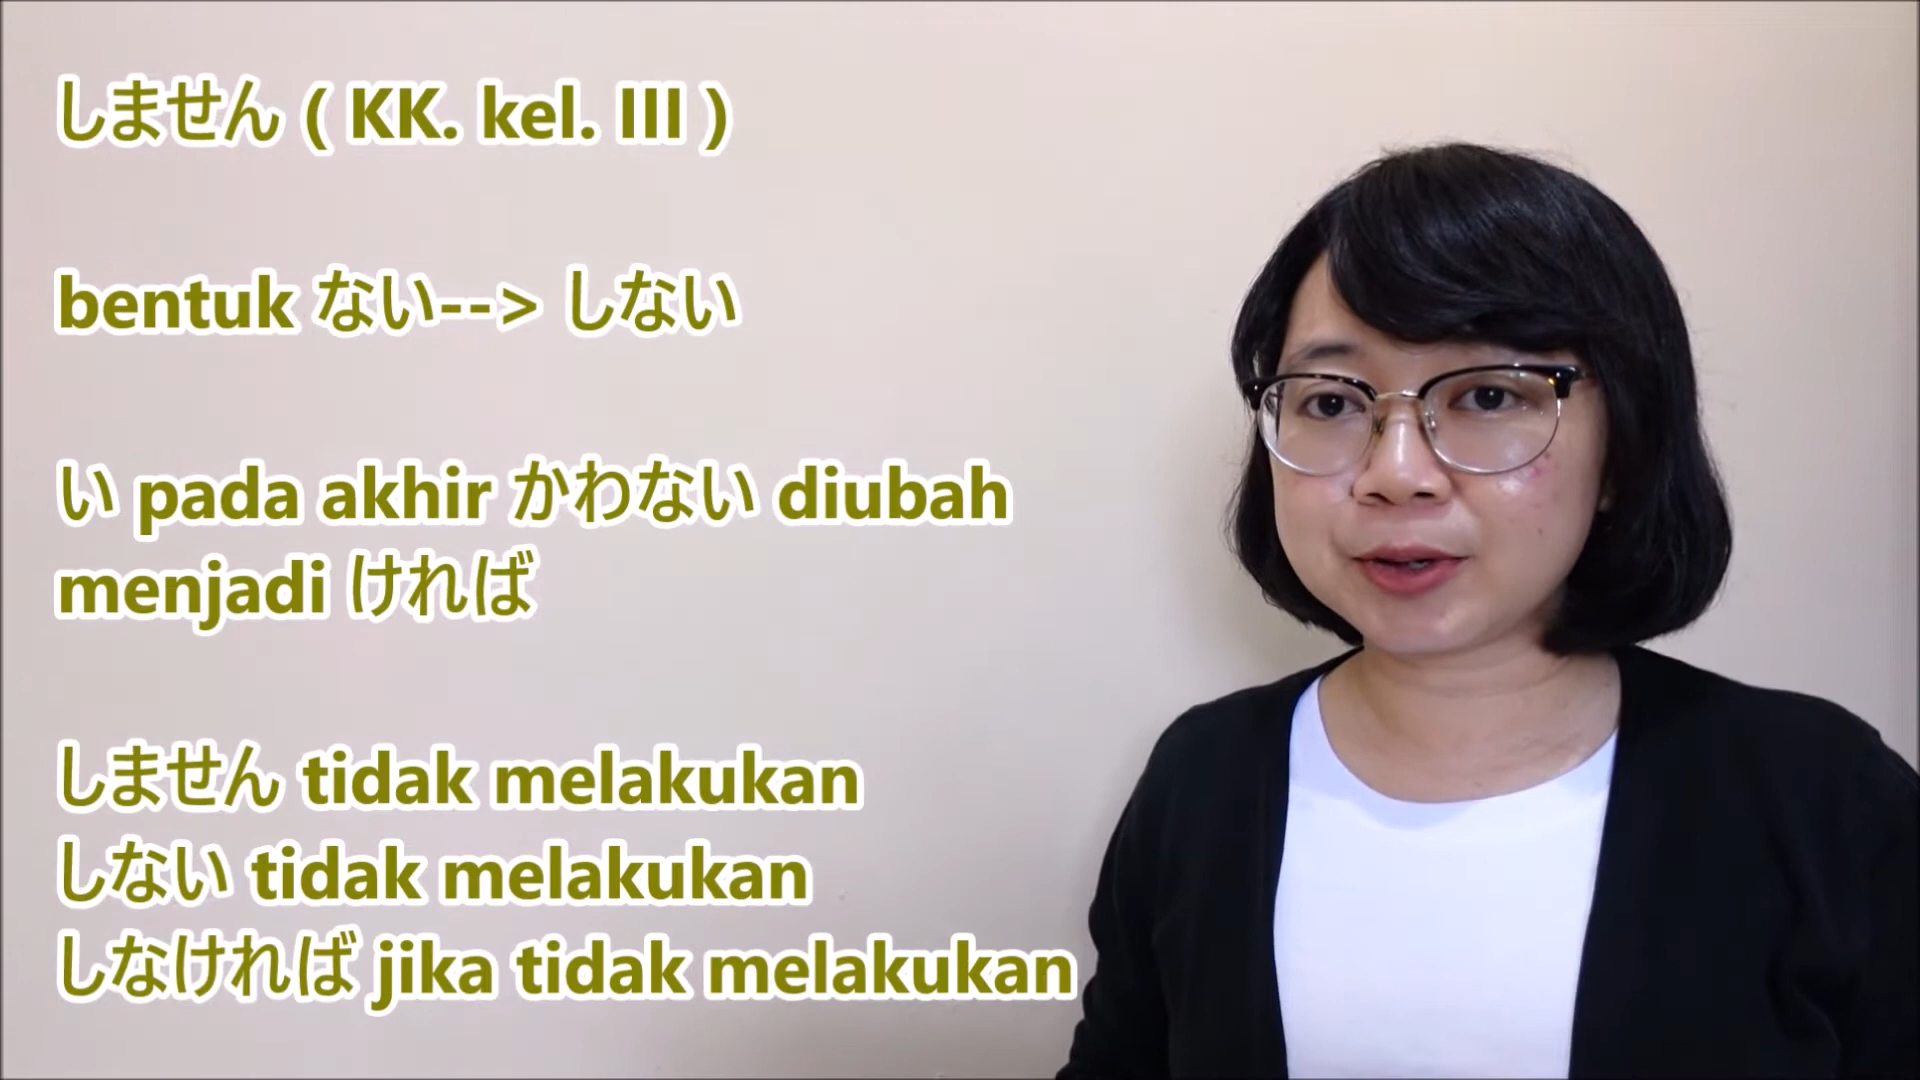 しません ( KK. kel. III )
bentuk ない--> しない
い pada akhir かわない diubah
menjadi ければ
しません tidak melakukan
しない tidak melakukan
しなければ jika tidak melakukan